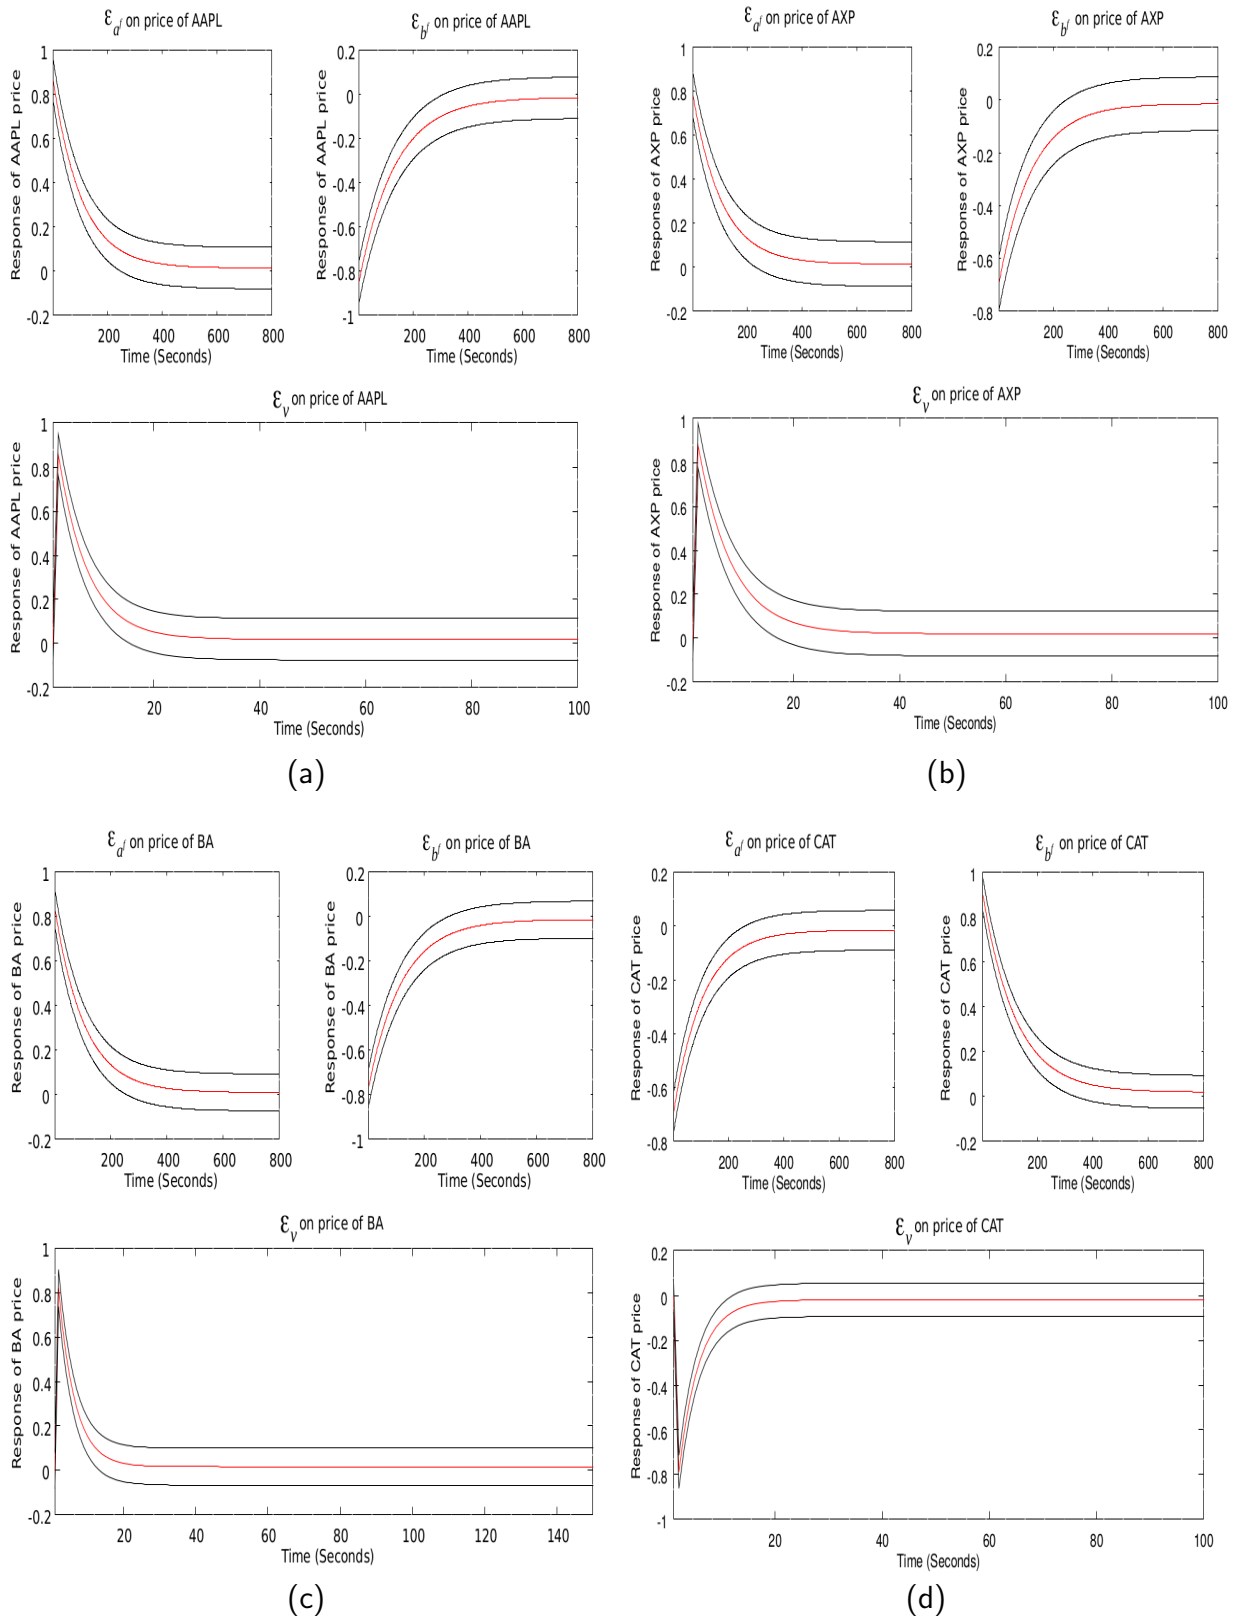 ε_a^f on price of AAPL
Response of AAPL price
1
0.8
0.6
0.4
0.2
0
-0.2
200 400 600 800
Time (Seconds)
ε_b^f on price of AAPL
Response of AAPL price
0.2
0
-0.2
-0.4
-0.6
-0.8
-1
200 400 600 800
Time (Seconds)
ε_v on price of AAPL
Response of AAPL price
1
0.8
0.6
0.4
0.2
0
-0.2
20 40 60 80 100
Time (Seconds)
(a)
ε_a^f on price of AXP
Response of AXP price
1
0.8
0.6
0.4
0.2
0
-0.2
200 400 600 800
Time (Seconds)
ε_b^f on price of AXP
Response of AXP price
0.2
0
-0.2
-0.4
-0.6
-0.8
200 400 600 800
Time (Seconds)
ε_v on price of AXP
Response of AXP price
1
0.8
0.6
0.4
0.2
0
-0.2
20 40 60 80 100
Time (Seconds)
(b)
ε_a^f on price of BA
Response of BA price
1
0.8
0.6
0.4
0.2
0
-0.2
200 400 600 800
Time (Seconds)
ε_b^f on price of BA
Response of BA price
0.2
0
-0.2
-0.4
-0.6
-0.8
-1
200 400 600 800
Time (Seconds)
ε_v on price of BA
Response of BA price
1
0.8
0.6
0.4
0.2
0
-0.2
20 40 60 80 100 120 140
Time (Seconds)
(c)
ε_a^f on price of CAT
Response of CAT price
0.2
0
-0.2
-0.4
-0.6
-0.8
200 400 600 800
Time (Seconds)
ε_b^f on price of CAT
Response of CAT price
1
0.8
0.6
0.4
0.2
0
-0.2
200 400 600 800
Time (Seconds)
ε_v on price of CAT
Response of CAT price
0.2
0
-0.2
-0.4
-0.6
-0.8
-1
20 40 60 80 100
Time (Seconds)
(d)